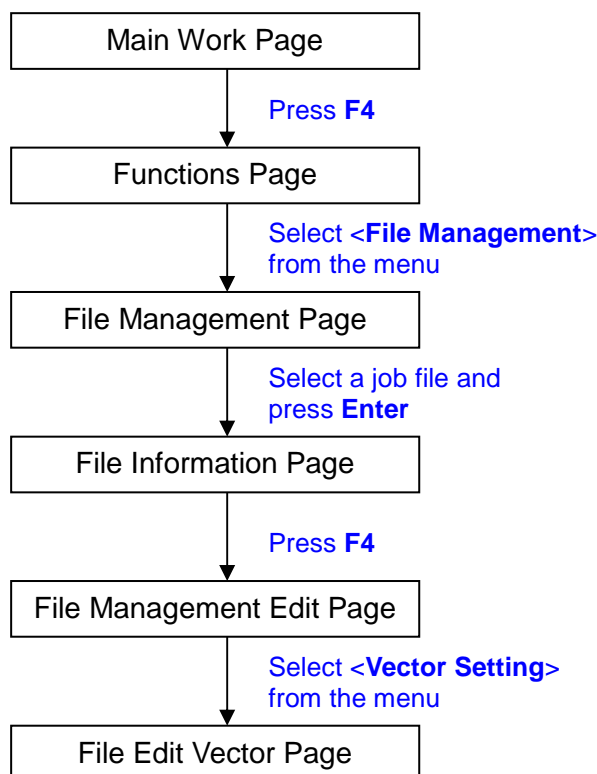 Main Work Page
Press F4
Functions Page
Select <File Management>
from the menu
File Management Page
Select a job file and
press Enter
File Information Page
Press F4
File Management Edit Page
Select <Vector Setting>
from the menu
File Edit Vector Page